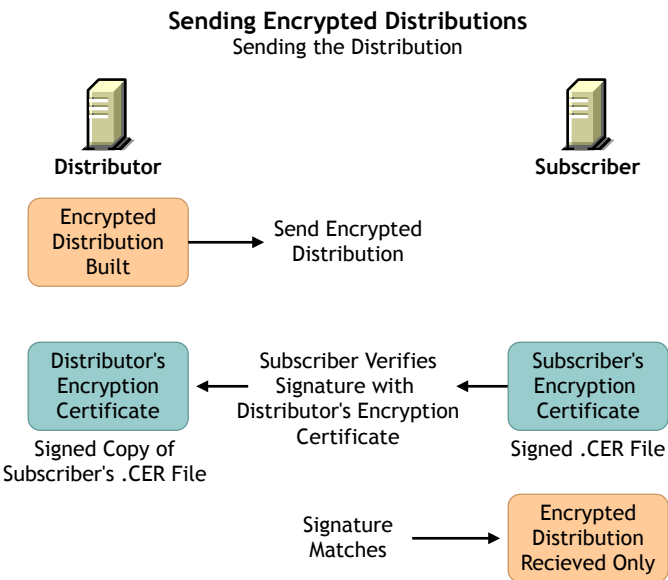 Sending Encrypted Distributions
Sending the Distribution
Distributor
Subscriber
Encrypted
Distribution
Built
Send Encrypted
Distribution
Distributor's
Encryption
Certificate
Subscriber Verifies
Signature with
Distributor's Encryption
Certificate
Subscriber's
Encryption
Certificate
Signed Copy of
Subscriber's .CER File
Signed .CER File
Signature
Matches
Encrypted
Distribution
Recieved Only